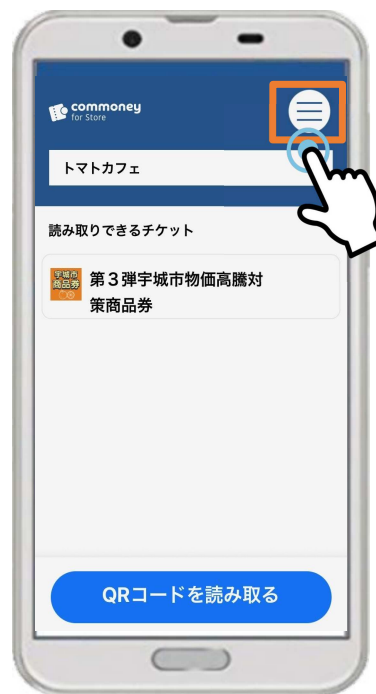 commoney
for Store
トマトカフェ
読み取りできるチケット
宇城市
商品券
第3弾宇城市物価高騰対
策商品券
QRコードを読み取る